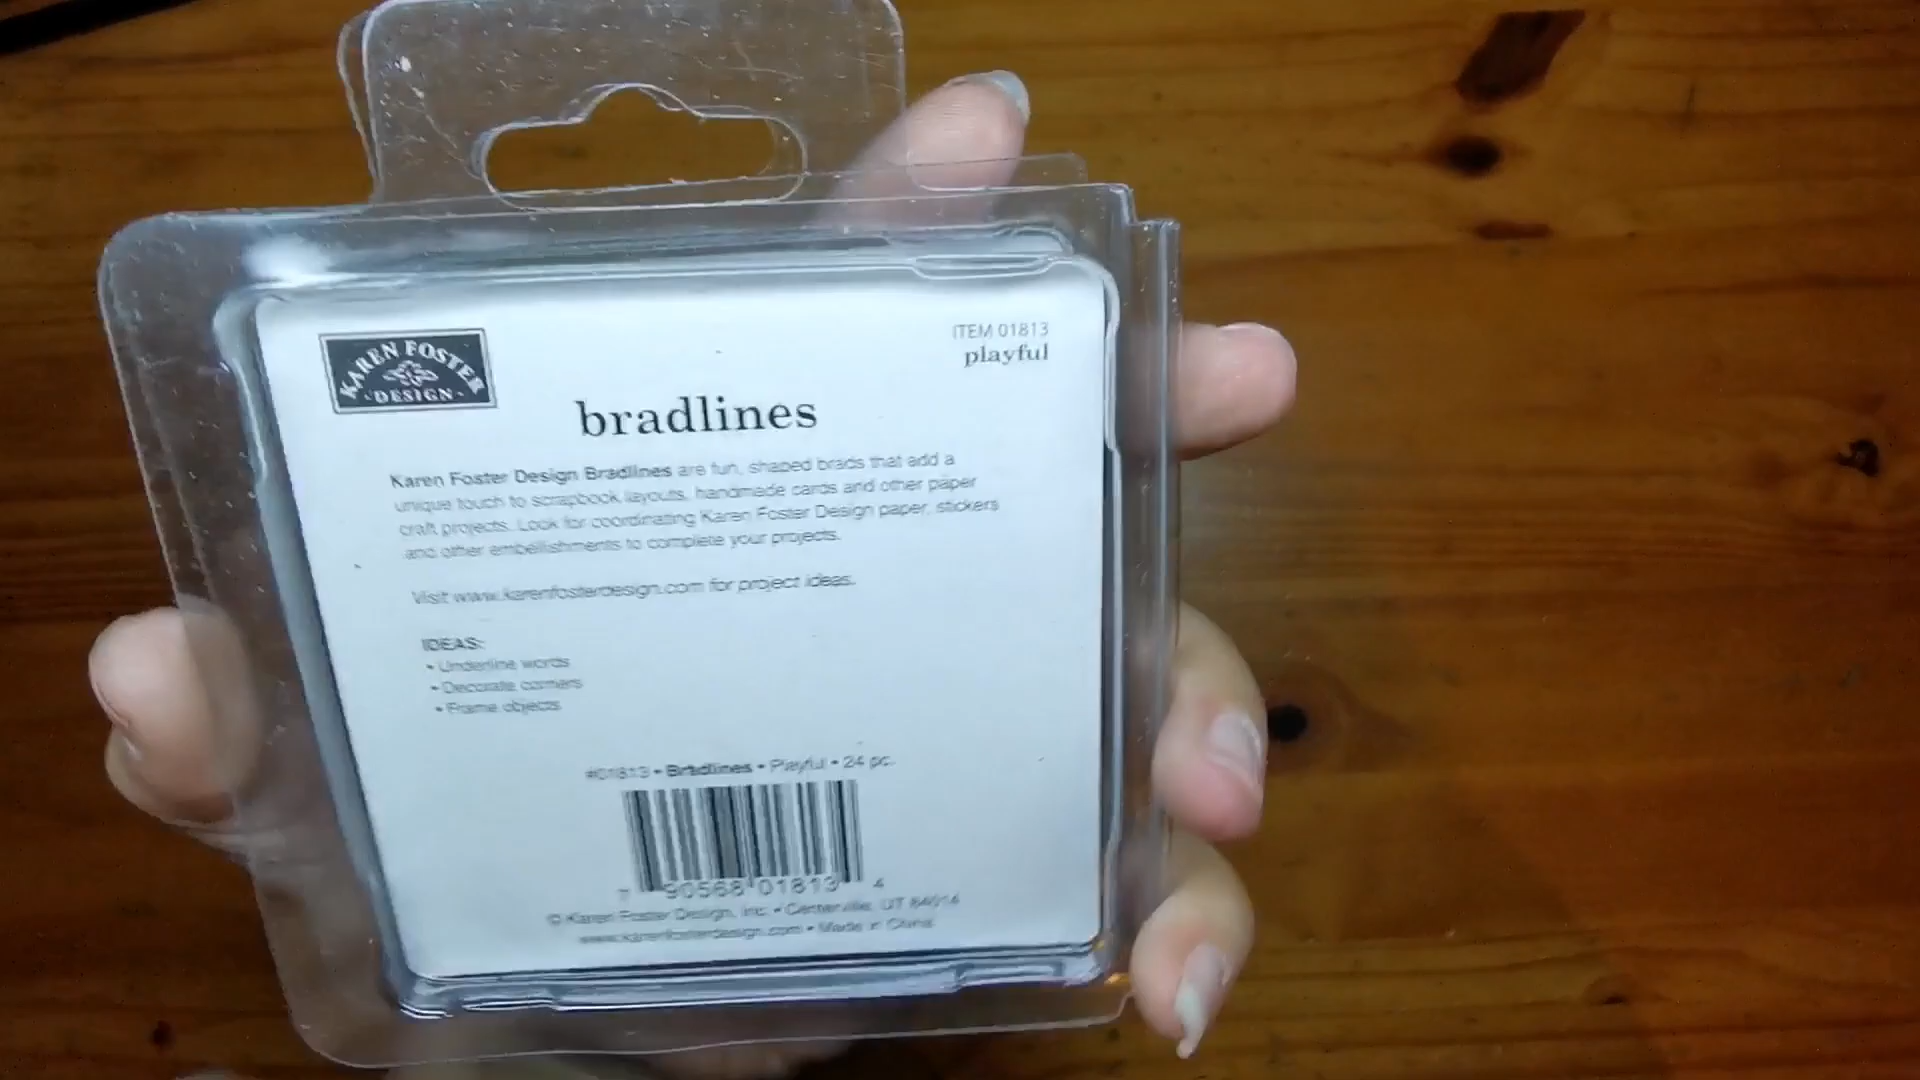 KAREN FOSTER
-DESIGN-
ITEM 01813
playful
bradlines
Karen Foster Design Bradlines are fun, shaped brads that add a
unique touch to scrapbook layouts, handmade cards and other paper
craft projects. Look for coordinating Karen Foster Design paper, stickers
and other embellishments to complete your projects.
Visit www.karenfosterdesign.com for project ideas.
IDEAS:
• Underline words
• Decorate corners
• Frame objects
#01813 • Bradlines • Playful • 24 pc.
7 90568 01813 4
© Karen Foster Design, Inc. • Centerville, UT 84014
www.karenfosterdesign.com • Made in China